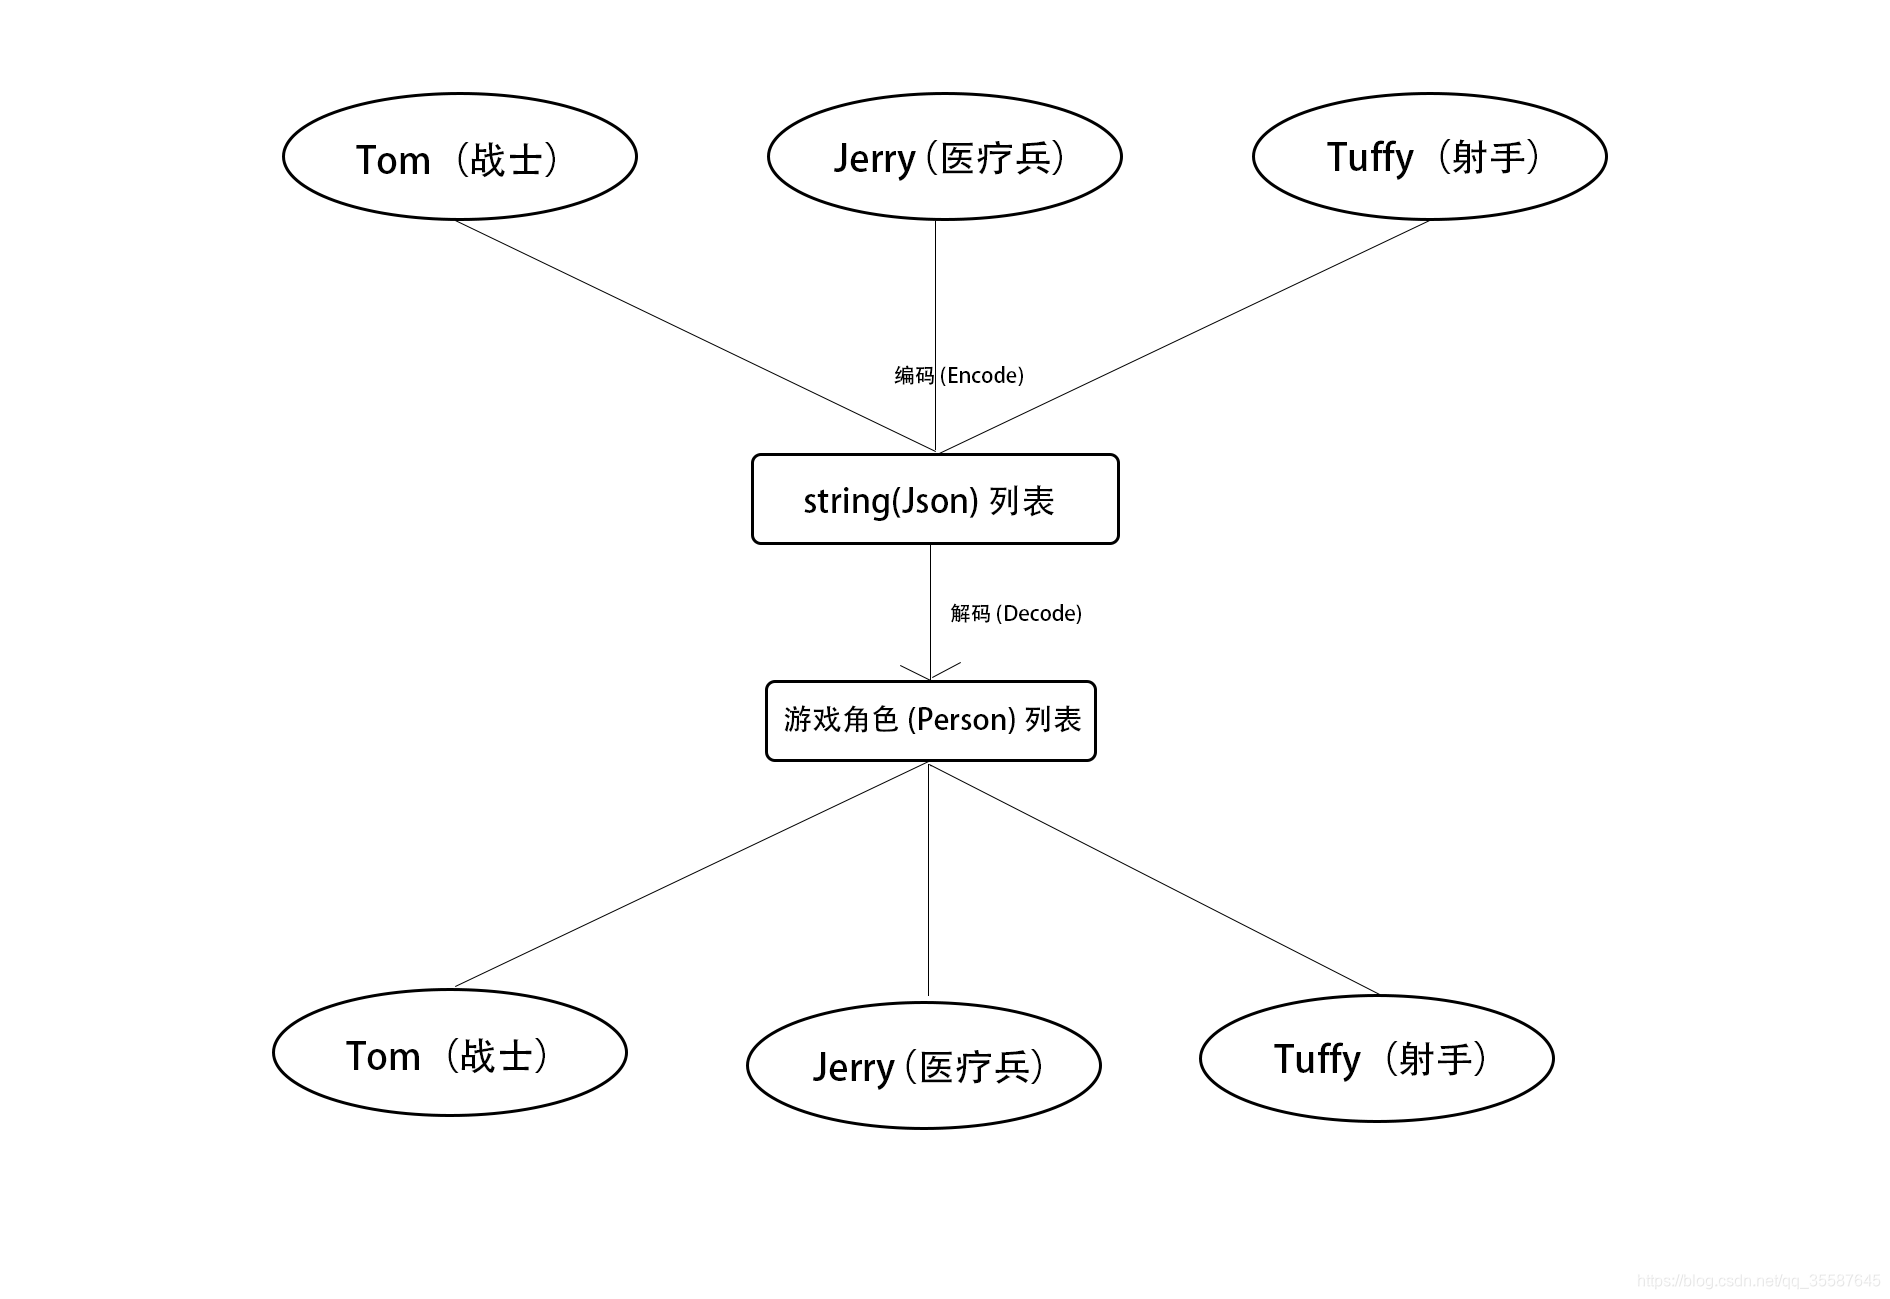 Tom（战士）
Jerry（医疗兵）
Tuffy（射手）
编码 (Encode)
string(Json) 列表
解码 (Decode)
游戏角色 (Person) 列表
Tom（战士）
Jerry（医疗兵）
Tuffy（射手）
https://blog.csdn.net/qq_35587645